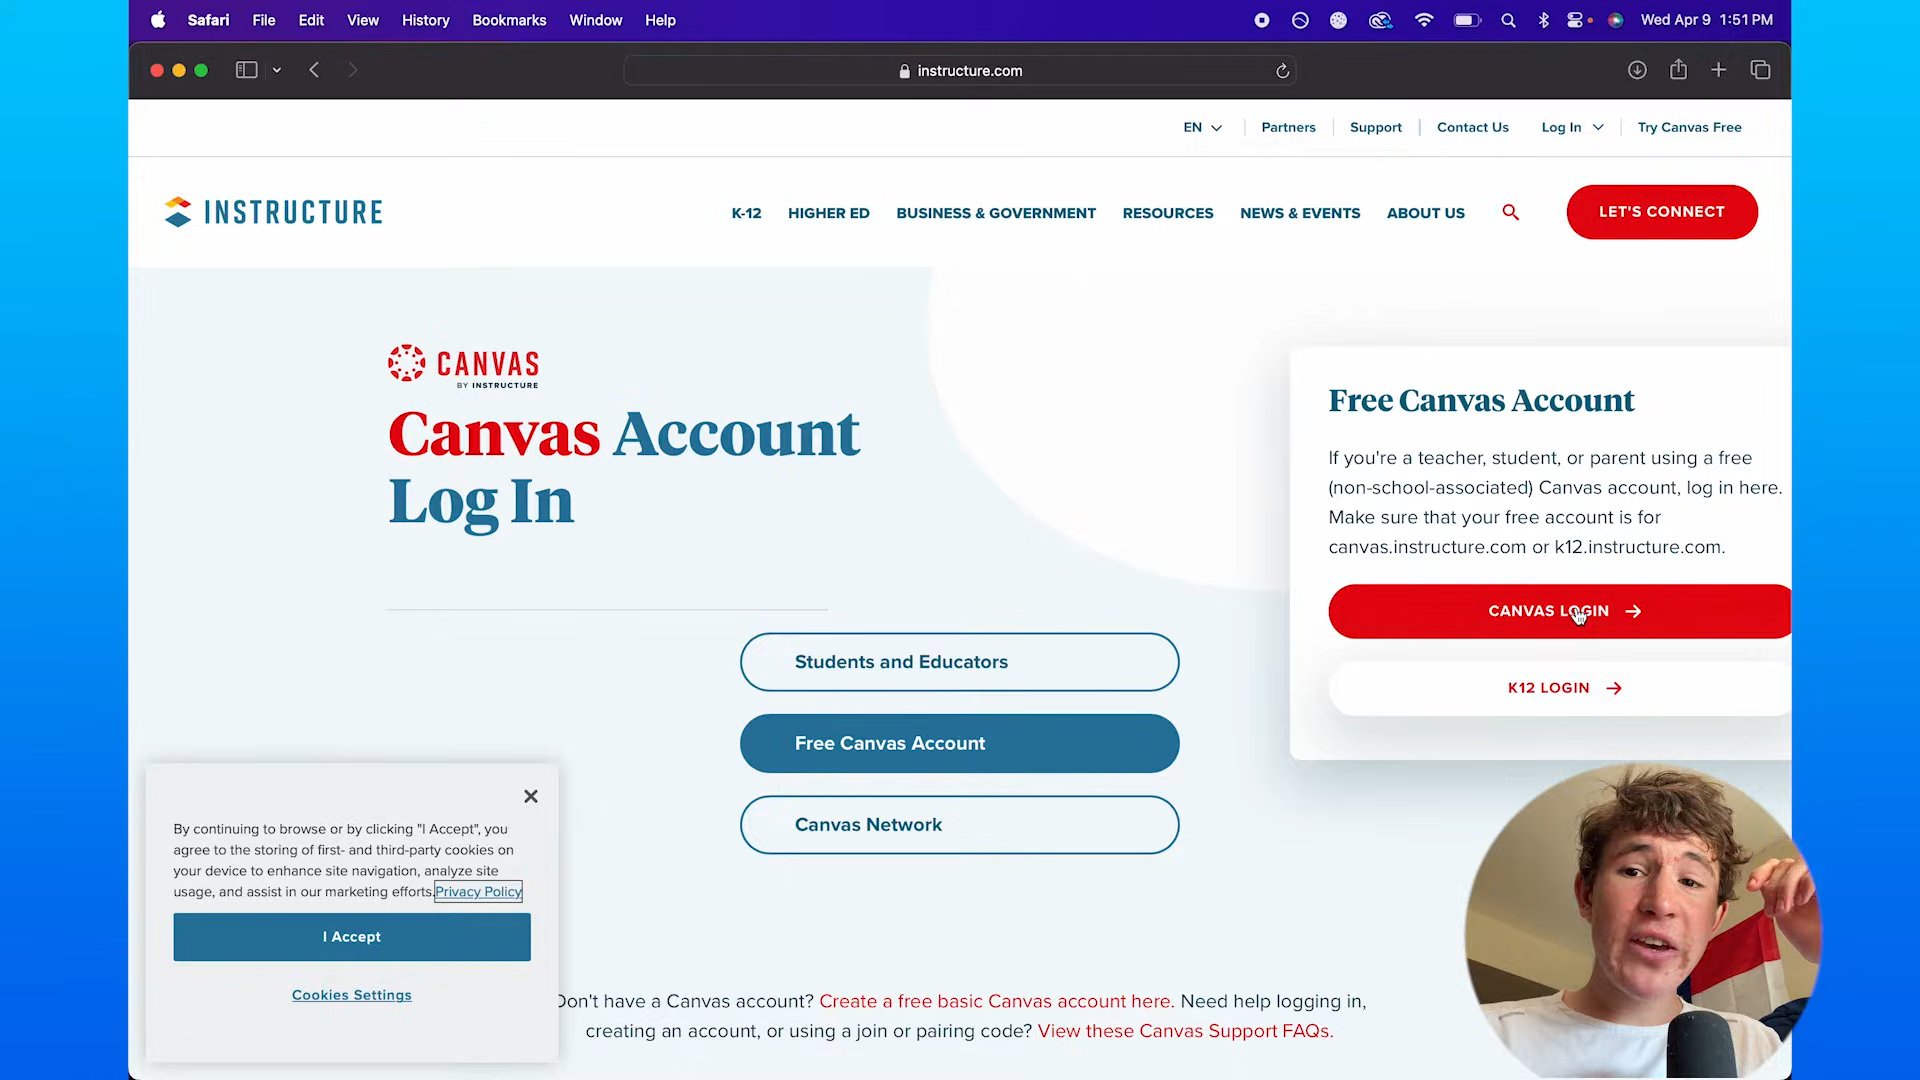 Safari File Edit View History Bookmarks Window Help Wed Apr 9 1:51 PM
instructure.com
EN Partners Support Contact Us Log In Try Canvas Free
INSTRUCTURE K-12 HIGHER ED BUSINESS & GOVERNMENT RESOURCES NEWS & EVENTS ABOUT US LET'S CONNECT
CANVAS
BY INSTRUCTURE
Canvas Account
Log In
Students and Educators
Free Canvas Account
Canvas Network
Free Canvas Account
If you're a teacher, student, or parent using a free
(non-school-associated) Canvas account, log in here.
Make sure that your free account is for
canvas.instructure.com or k12.instructure.com.
CANVAS LOGIN
K12 LOGIN
By continuing to browse or by clicking "I Accept", you
agree to the storing of first- and third-party cookies on
your device to enhance site navigation, analyze site
usage, and assist in our marketing efforts. Privacy Policy
I Accept
Cookies Settings
Don't have a Canvas account? Create a free basic Canvas account here. Need help logging in,
creating an account, or using a join or pairing code? View these Canvas Support FAQs.